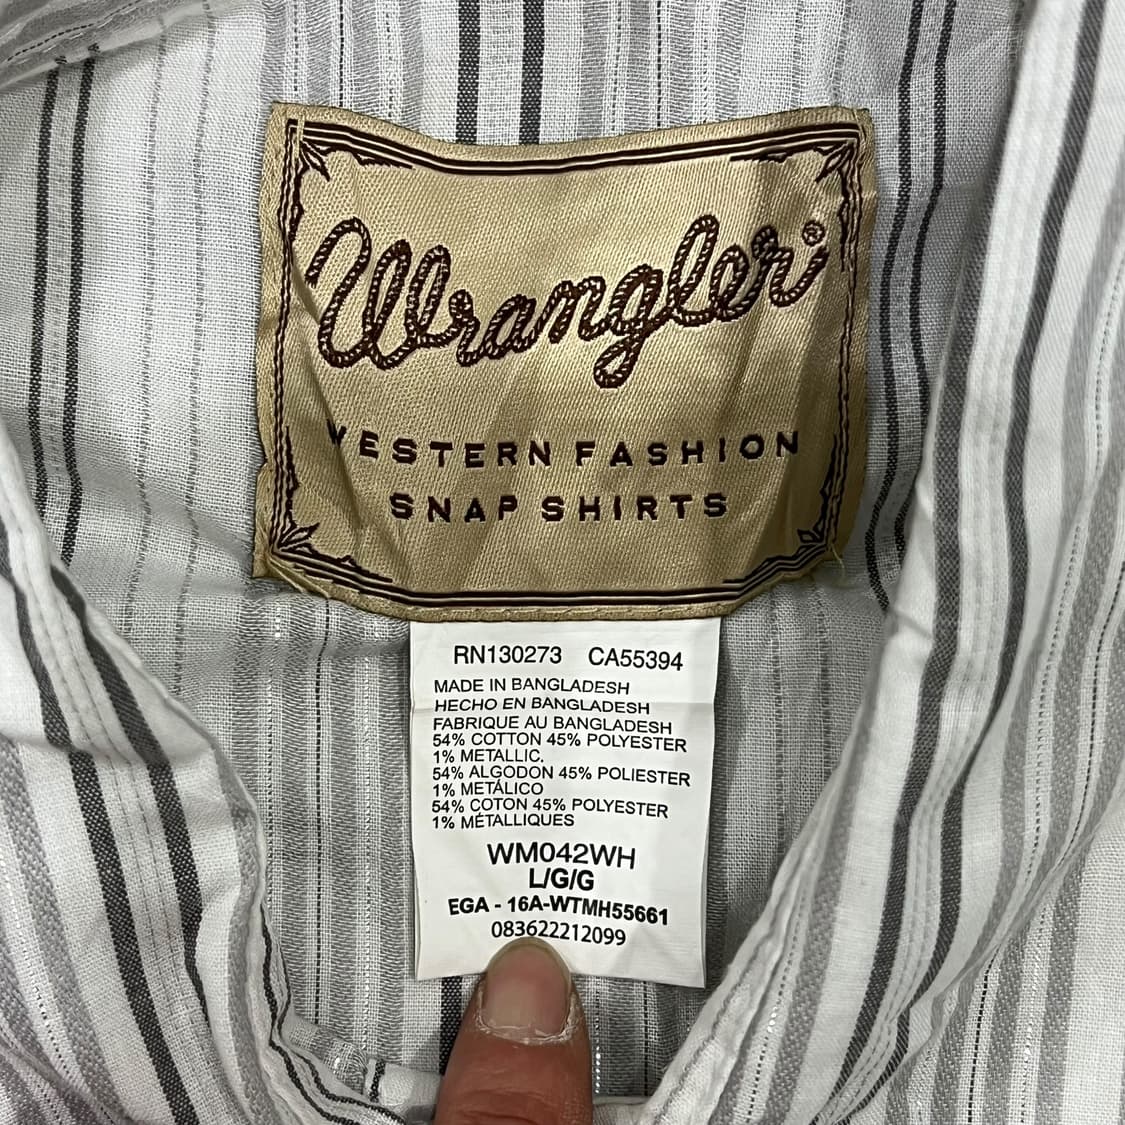 Wrangler®
WESTERN FASHION
SNAP SHIRTS
RN130273 CA55394
MADE IN BANGLADESH
HECHO EN BANGLADESH
FABRIQUE AU BANGLADESH
54% COTTON 45% POLYESTER
1% METALLIC.
54% ALGODON 45% POLIESTER
1% METÁLICO
54% COTON 45% POLYESTER
1% MÉTALLIQUES
WM042WH
L/G/G
EGA - 16A-WTMH55661
083622212099